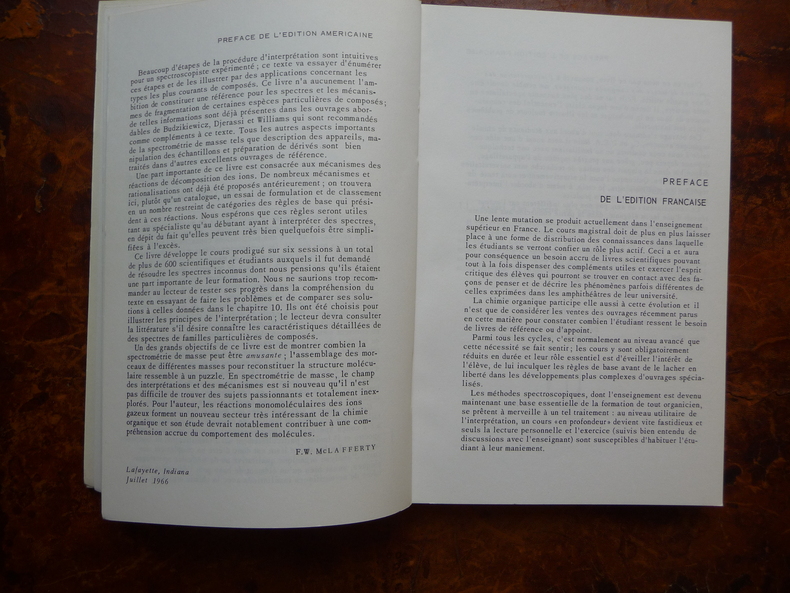 PREFACE DE L'EDITION AMERICAINE
Beaucoup d'étapes de la procédure d'interprétation sont intuitives
pour un spectroscopiste expérimenté ; ce texte va essayer d'énumérer
ces étapes et de les illustrer par des applications concernant les
types les plus courants de composés. Ce livre n'a aucunement l'am-
bition de constituer une référence pour les spectres et les mécanis-
mes de fragmentation de certaines espèces particulières de composés ;
de telles informations sont déjà présentes dans les ouvrages abor-
dables de Budzikiewicz, Djerassi et Williams qui sont recommandés
comme compléments à ce texte. Tous les autres aspects importants
de la spectrométrie de masse tels que description des appareils, ma-
nipulation des échantillons et préparation de dérivés sont bien
traités dans d'autres excellents ouvrages de référence.
Une part importante de ce livre est consacrée aux mécanismes des
réactions de décomposition des ions. De nombreux mécanismes et
rationalisations ont déjà été proposés antérieurement ; on trouvera
ici, plutôt qu'un catalogue, un essai de formulation et de classement
en un nombre restreint de catégories des règles de base qui prési-
dent à ces réactions. Nous espérons que ces règles seront utiles
tant au spécialiste qu'au débutant ayant à interpréter des spectres,
en dépit du fait qu'elles peuvent très bien quelquefois être simpli-
fiées à l'excès.
Ce livre développe le cours prodigué sur six sessions à un total
de plus de 600 scientifiques et étudiants auxquels il fut demandé
de résoudre les spectres inconnus dont nous pensions qu'ils étaient
une part importante de leur formation. Nous ne saurions trop recom-
mander au lecteur de tester ses progrès dans la compréhension du
texte en essayant de faire les problèmes et de comparer ses solu-
tions à celles données dans le chapitre 10. Ils ont été choisis pour
illustrer les principes de l'interprétation ; le lecteur devra consulter
la littérature s'il désire connaître les caractéristiques détaillées de
des spectres de familles particulières de composés.
Un des grands objectifs de ce livre est de montrer combien la
spectrométrie de masse peut être amusante ; l'assemblage des mor-
ceaux de différentes masses pour reconstituer la structure molécu-
laire ressemble à un puzzle. En spectrométrie de masse, le champ
des interprétations et des mécanismes est si nouveau qu'il n'est
pas difficile de trouver des sujets passionnants et totalement inex-
plorés. Pour l'auteur, les réactions monomoléculaires des ions
gazeux forment un nouveau secteur très intéressant de la chimie
organique et son étude devrait notablement contribuer à une com-
préhension accrue du comportement des molécules.
F.W. McLAFFERTY
Lafayette, Indiana
Juillet 1966
PREFACE
DE L'EDITION FRANCAISE
Une lente mutation se produit actuellement dans l'enseignement
supérieur en France. Le cours magistral doit de plus en plus laisser
place à une forme de distribution des connaissances dans laquelle
les étudiants se verront confier un rôle plus actif. Ceci a et aura
pour conséquence un besoin accru de livres scientifiques pouvant
tout à la fois dispenser des compléments utiles et exercer l'esprit
critique des élèves qui pourront se trouver en contact avec des fa-
çons de penser et de décrire les phénomènes parfois différentes de
celles exprimées dans les amphithéâtres de leur université.
La chimie organique participe elle aussi à cette évolution et il
n'est que de considérer les ventes des ouvrages récemment parus
en cette matière pour constater combien l'étudiant ressent le besoin
de livres de référence ou d'appoint.
Parmi tous les cycles, c'est normalement au niveau avancé que
cette nécessité se fait sentir ; les cours y sont obligatoirement
réduits en durée et leur rôle essentiel est d'éveiller l'intérêt de
l'élève, de lui inculquer les règles de base avant de le lacher en
liberté dans les développements plus complexes d'ouvrages spécia-
lisés.
Les méthodes spectroscopiques, dont l'enseignement est devenu
maintenant une base essentielle de la formation de tout organicien,
se prêtent à merveille à un tel traitement : au niveau utilitaire de
l'interprétation, un cours «en profondeur» devient vite fastidieux et
seuls la lecture personnelle et l'exercice (suivis bien entendu de
discussions avec l'enseignant) sont susceptibles d'habituer l'étu-
diant à leur maniement.